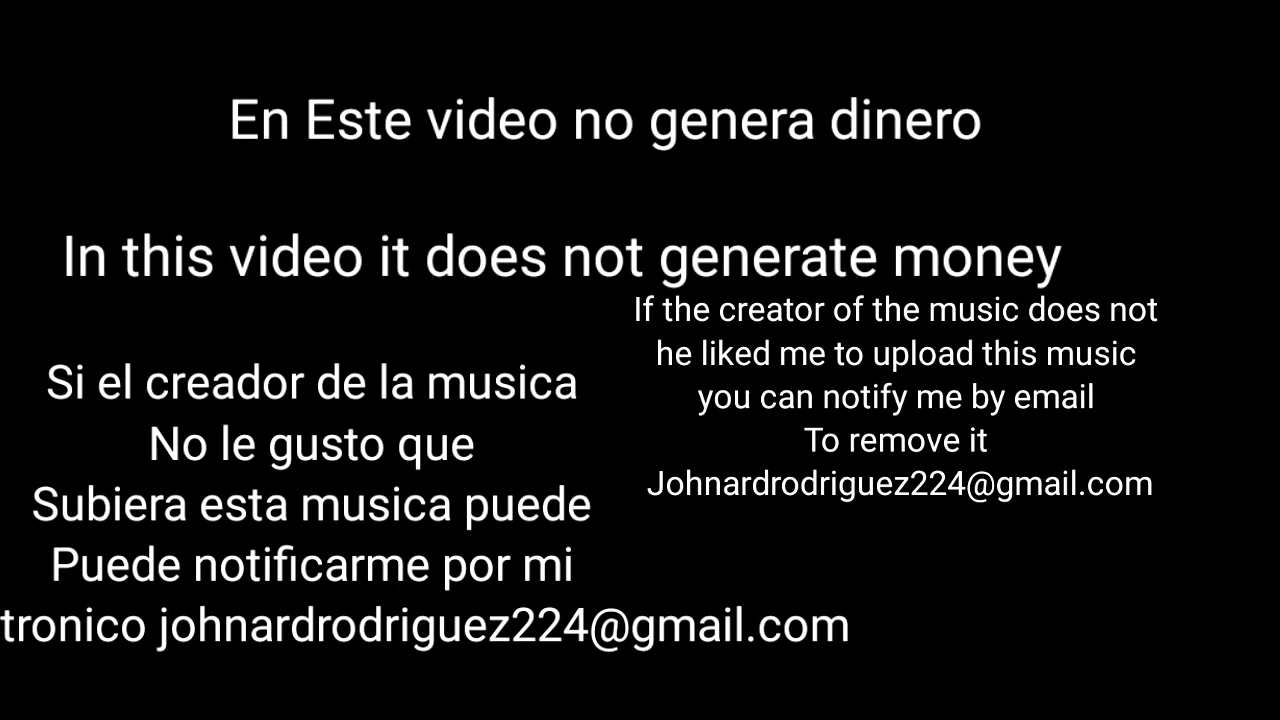 En Este video no genera dinero
In this video it does not generate money
If the creator of the music does not
he liked me to upload this music
you can notify me by email
To remove it
Johnardrodriguez224@gmail.com
Si el creador de la musica
No le gusto que
Subiera esta musica puede
Puede notificarme por mi
tronico johnardrodriguez224@gmail.com